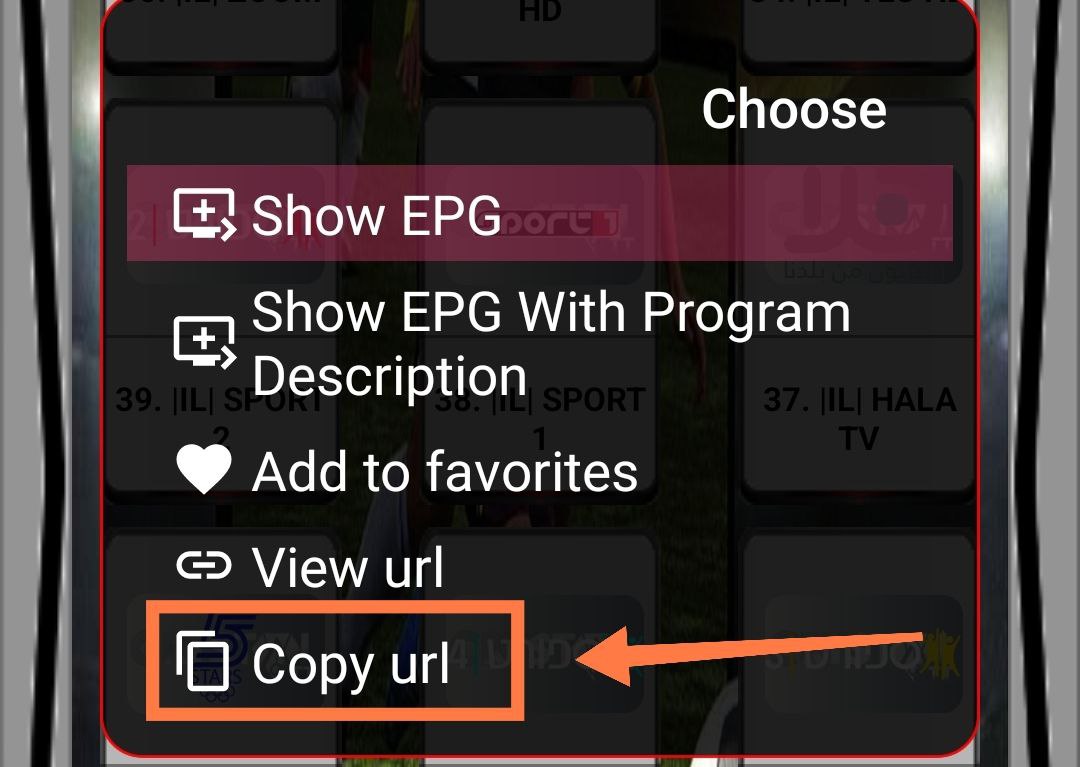 HD
Choose
Show EPG
Show EPG With Program
Description
39. |IL| SPORT
2
38. |IL| SPORT
1
37. |IL| HALA
TV
Add to favorites
View url
Copy url